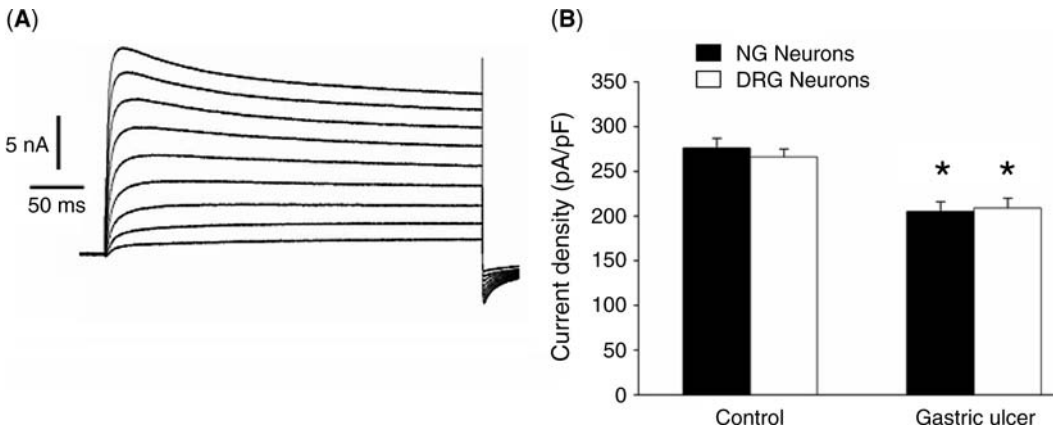 (A)
5 nA
50 ms
(B)
NG Neurons
DRG Neurons
Current density (pA/pF)
350
300
250
200
150
100
50
0
* *
Control Gastric ulcer